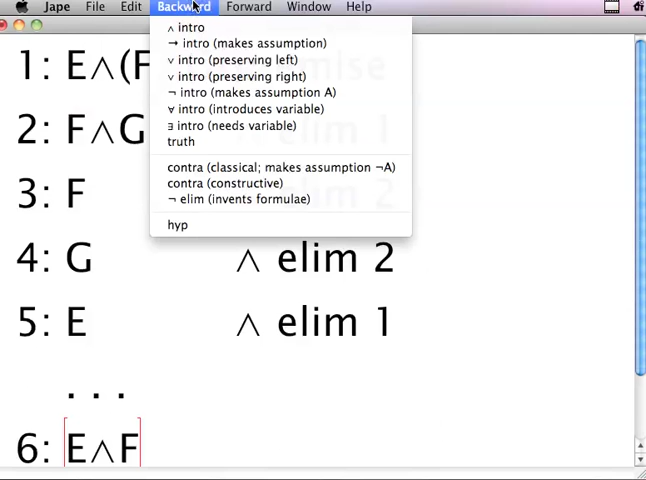 Jape File Edit Backward Forward Window Help
∧ intro
→ intro (makes assumption)
∨ intro (preserving left)
∨ intro (preserving right)
¬ intro (makes assumption A)
∀ intro (introduces variable)
∃ intro (needs variable)
truth
contra (classical; makes assumption ¬A)
contra (constructive)
¬ elim (invents formulae)
hyp
1: E∧(F
2: F∧G
3: F
4: G ∧ elim 2
5: E ∧ elim 1
. . .
6: E∧F